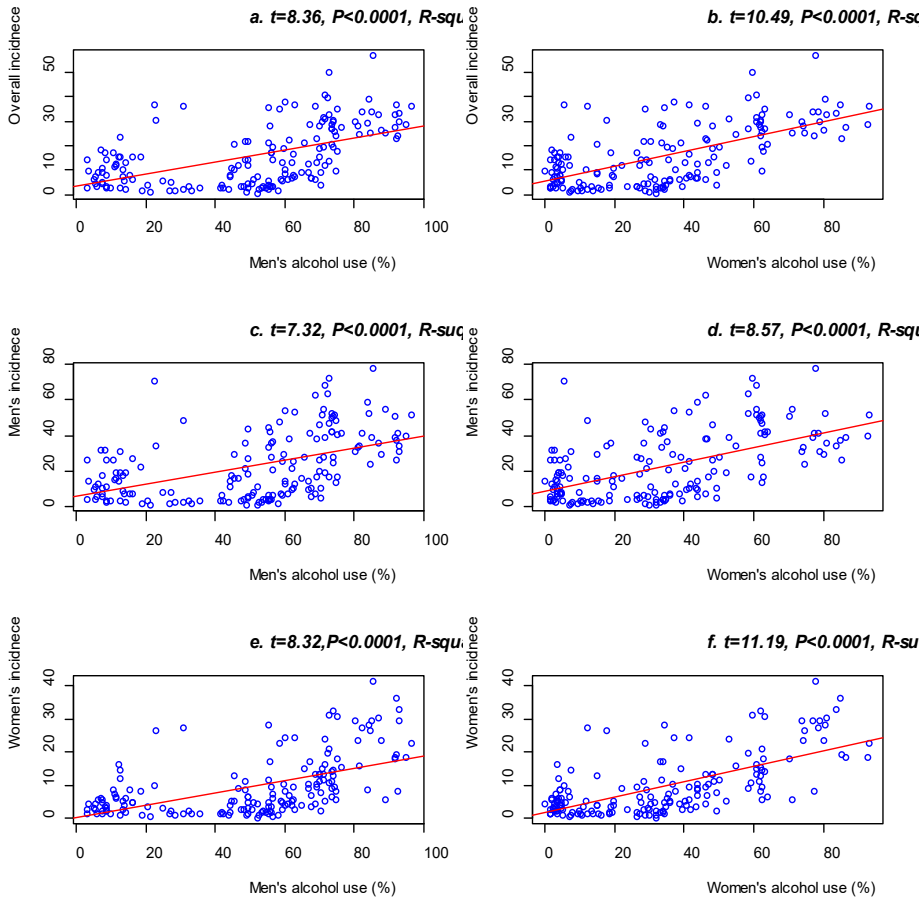 a. t=8.36, P<0.0001, R-squ
Overall incidnece
0 10 20 30 50
0 20 40 60 80 100
Men's alcohol use (%)
b. t=10.49, P<0.0001, R-sq
Overall incidnece
0 10 20 30 50
0 20 40 60 80
Women's alcohol use (%)
c. t=7.32, P<0.0001, R-suq
Men's incidnece
0 20 40 60 80
0 20 40 60 80 100
Men's alcohol use (%)
d. t=8.57, P<0.0001, R-squ
Men's incidnece
0 20 40 60 80
0 20 40 60 80
Women's alcohol use (%)
e. t=8.32,P<0.0001, R-squ
Women's incidnece
0 10 20 30 40
0 20 40 60 80 100
Men's alcohol use (%)
f. t=11.19, P<0.0001, R-su
Women's incidnece
0 10 20 30 40
0 20 40 60 80
Women's alcohol use (%)